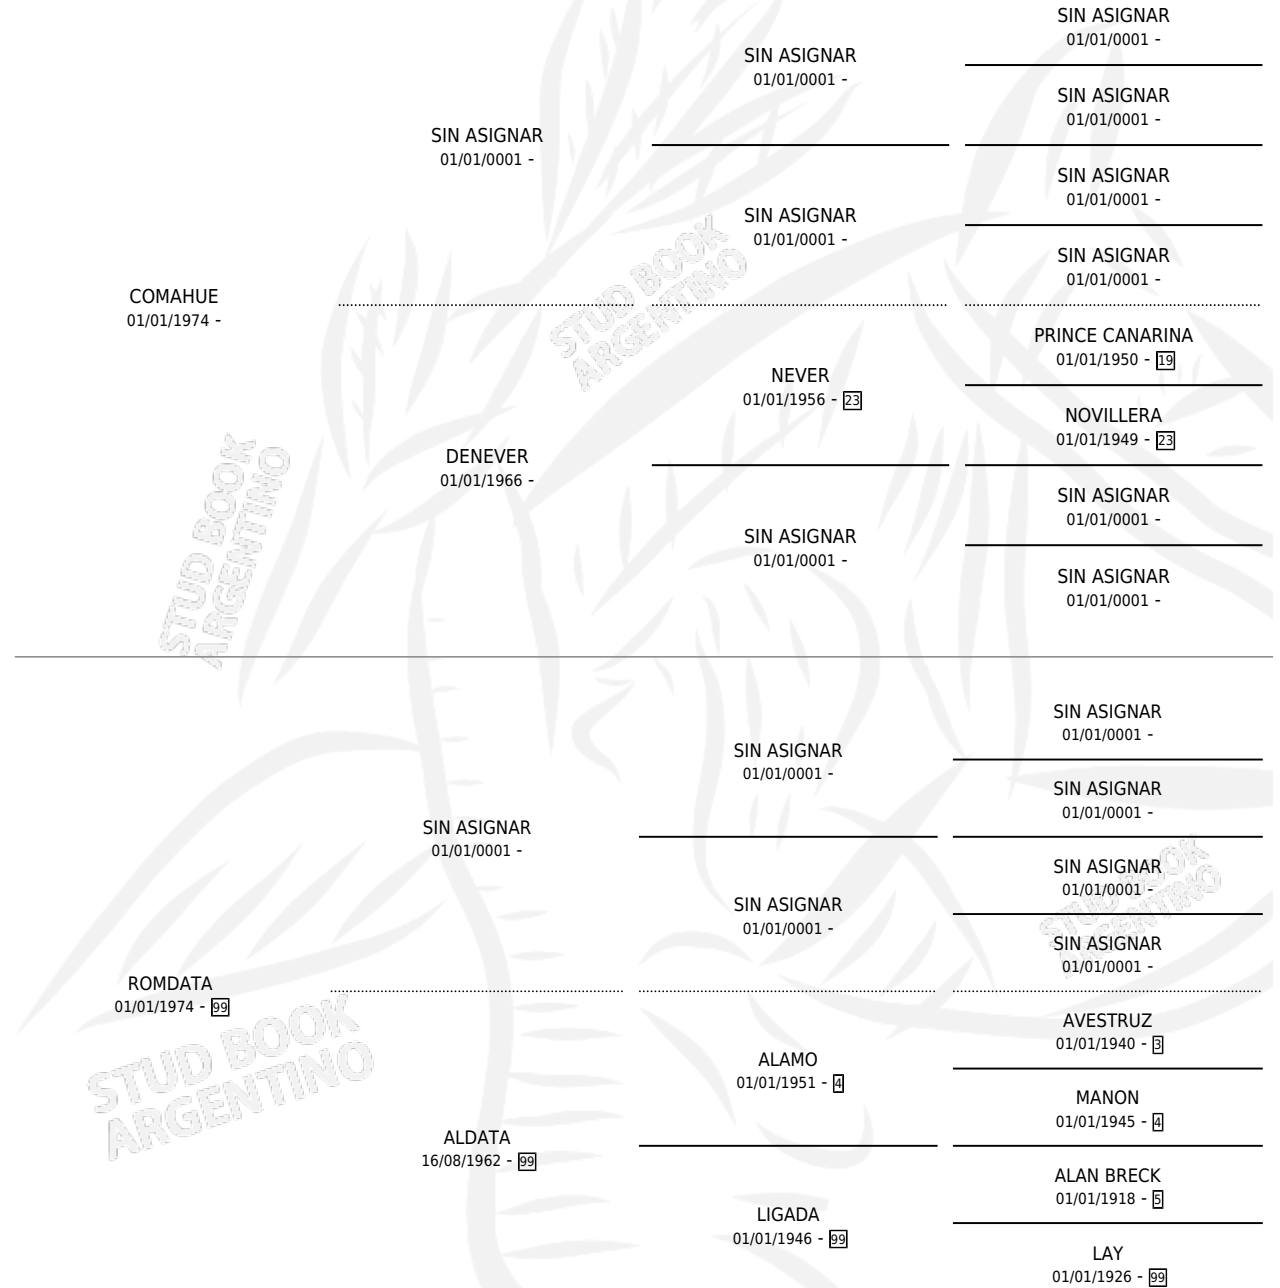 SIN ASIGNAR
01/01/0001 -
SIN ASIGNAR
01/01/0001 -
SIN ASIGNAR
01/01/0001 -
SIN ASIGNAR
01/01/0001 -
SIN ASIGNAR
01/01/0001 -
SIN ASIGNAR
01/01/0001 -
STUD BOOK
ARGENTINO
SIN ASIGNAR
01/01/0001 -
COMAHUE
01/01/1974 -
PRINCE CANARINA
01/01/1950 - 19
NEVER
01/01/1956 - 23
NOVILLERA
01/01/1949 - 23
DENEVER
01/01/1966 -
STUD BOOK
ARGENTINO
SIN ASIGNAR
01/01/0001 -
SIN ASIGNAR
01/01/0001 -
SIN ASIGNAR
01/01/0001 -
SIN ASIGNAR
01/01/0001 -
SIN ASIGNAR
01/01/0001 -
SIN ASIGNAR
01/01/0001 -
SIN ASIGNAR
01/01/0001 -
SIN ASIGNAR
01/01/0001 -
SIN ASIGNAR
01/01/0001 -
STUD BOOK
ARGENTINO
SIN ASIGNAR
01/01/0001 -
ROMDATA
01/01/1974 - 99
STUD BOOK
ARGENTINO
AVESTRUZ
01/01/1940 - 3
ALAMO
01/01/1951 - 4
MANON
01/01/1945 - 4
ALDATA
16/08/1962 - 99
ALAN BRECK
01/01/1918 - 5
LIGADA
01/01/1946 - 99
LAY
01/01/1926 - 99